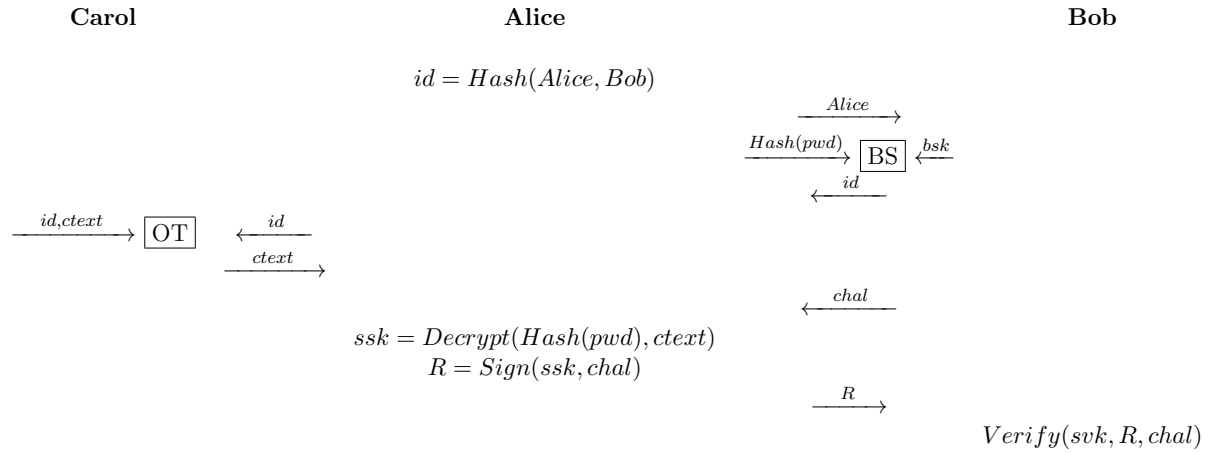 Carol Alice Bob
id = Hash(Alice, Bob)
Alice
Hash(pwd) BS bsk
id
id,ctext OT id
ctext
chal
ssk = Decrypt(Hash(pwd), ctext)
R = Sign(ssk, chal)
R
Verify(svk, R, chal)